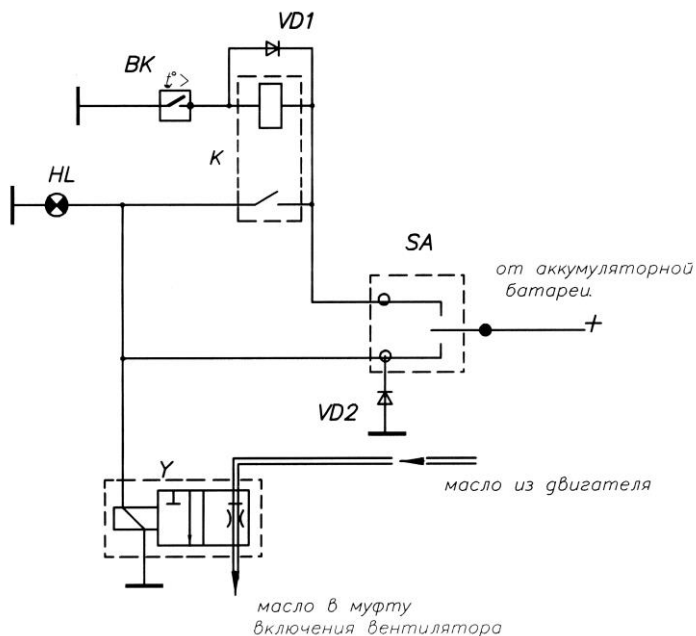 VD1
BK
t°>
K
HL
SA
от аккумуляторной
батареи.
+
VD2
Y
масло из двигателя
масло в муфту
включения вентилятора